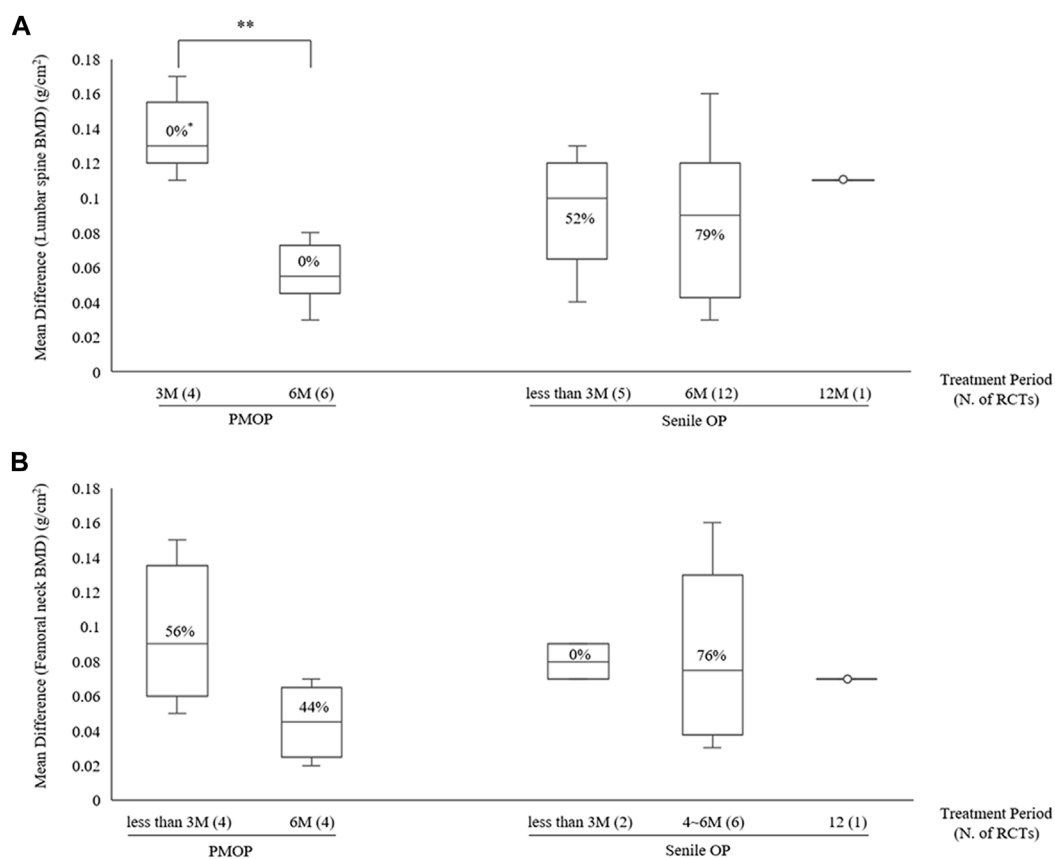 A
**
Mean Difference (Lumbar spine BMD) (g/cm²)
0.18
0.16
0.14
0.12
0.1
0.08
0.06
0.04
0.02
0
0%*
0%
52%
79%
3M (4)
6M (6)
less than 3M (5)
6M (12)
12M (1)
PMOP
Senile OP
Treatment Period
(N. of RCTs)
B
Mean Difference (Femoral neck BMD) (g/cm²)
0.18
0.16
0.14
0.12
0.1
0.08
0.06
0.04
0.02
0
56%
44%
0%
76%
less than 3M (4)
6M (4)
less than 3M (2)
4~6M (6)
12 (1)
PMOP
Senile OP
Treatment Period
(N. of RCTs)